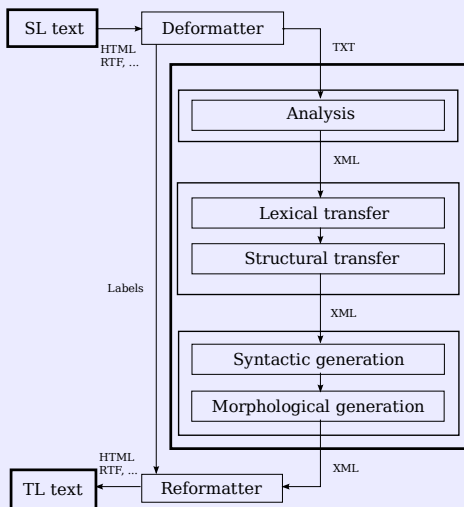 SL text
Deformatter
HTML
RTF, ...
TXT
Analysis
XML
Lexical transfer
Structural transfer
Labels
XML
Syntactic generation
Morphological generation
HTML
RTF, ...
XML
TL text
Reformatter